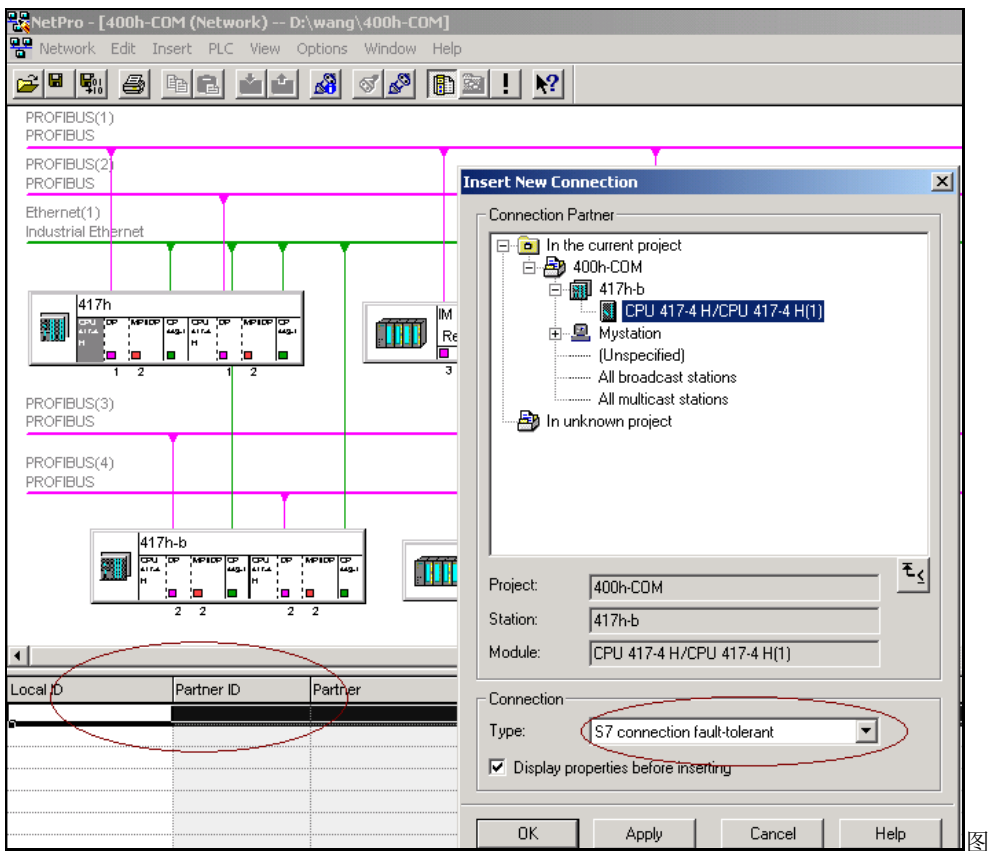 NetPro - [400h-COM (Network) -- D:\wang\400h-COM]
Network Edit Insert PLC View Options Window Help
PROFIBUS(1)
PROFIBUS
PROFIBUS(2)
PROFIBUS
Ethernet(1)
Industrial Ethernet
417h
CPU 417-4 H DP MPI/DP CP 443-1 CPU 417-4 H DP MPI/DP CP 443-1
1 2 1 2
IM
Re
3
PROFIBUS(3)
PROFIBUS
PROFIBUS(4)
PROFIBUS
417h-b
CPU 417-4 H DP MPI/DP CP 443-1 CPU 417-4 H DP MPI/DP CP 443-1
2 2 2 2
Local ID Partner ID Partner
Insert New Connection
Connection Partner
In the current project
400h-COM
417h-b
CPU 417-4 H/CPU 417-4 H(1)
Mystation
(Unspecified)
All broadcast stations
All multicast stations
In unknown project
Project: 400h-COM
Station: 417h-b
Module: CPU 417-4 H/CPU 417-4 H(1)
Connection
Type: S7 connection fault-tolerant
Display properties before inserting
OK Apply Cancel Help
图